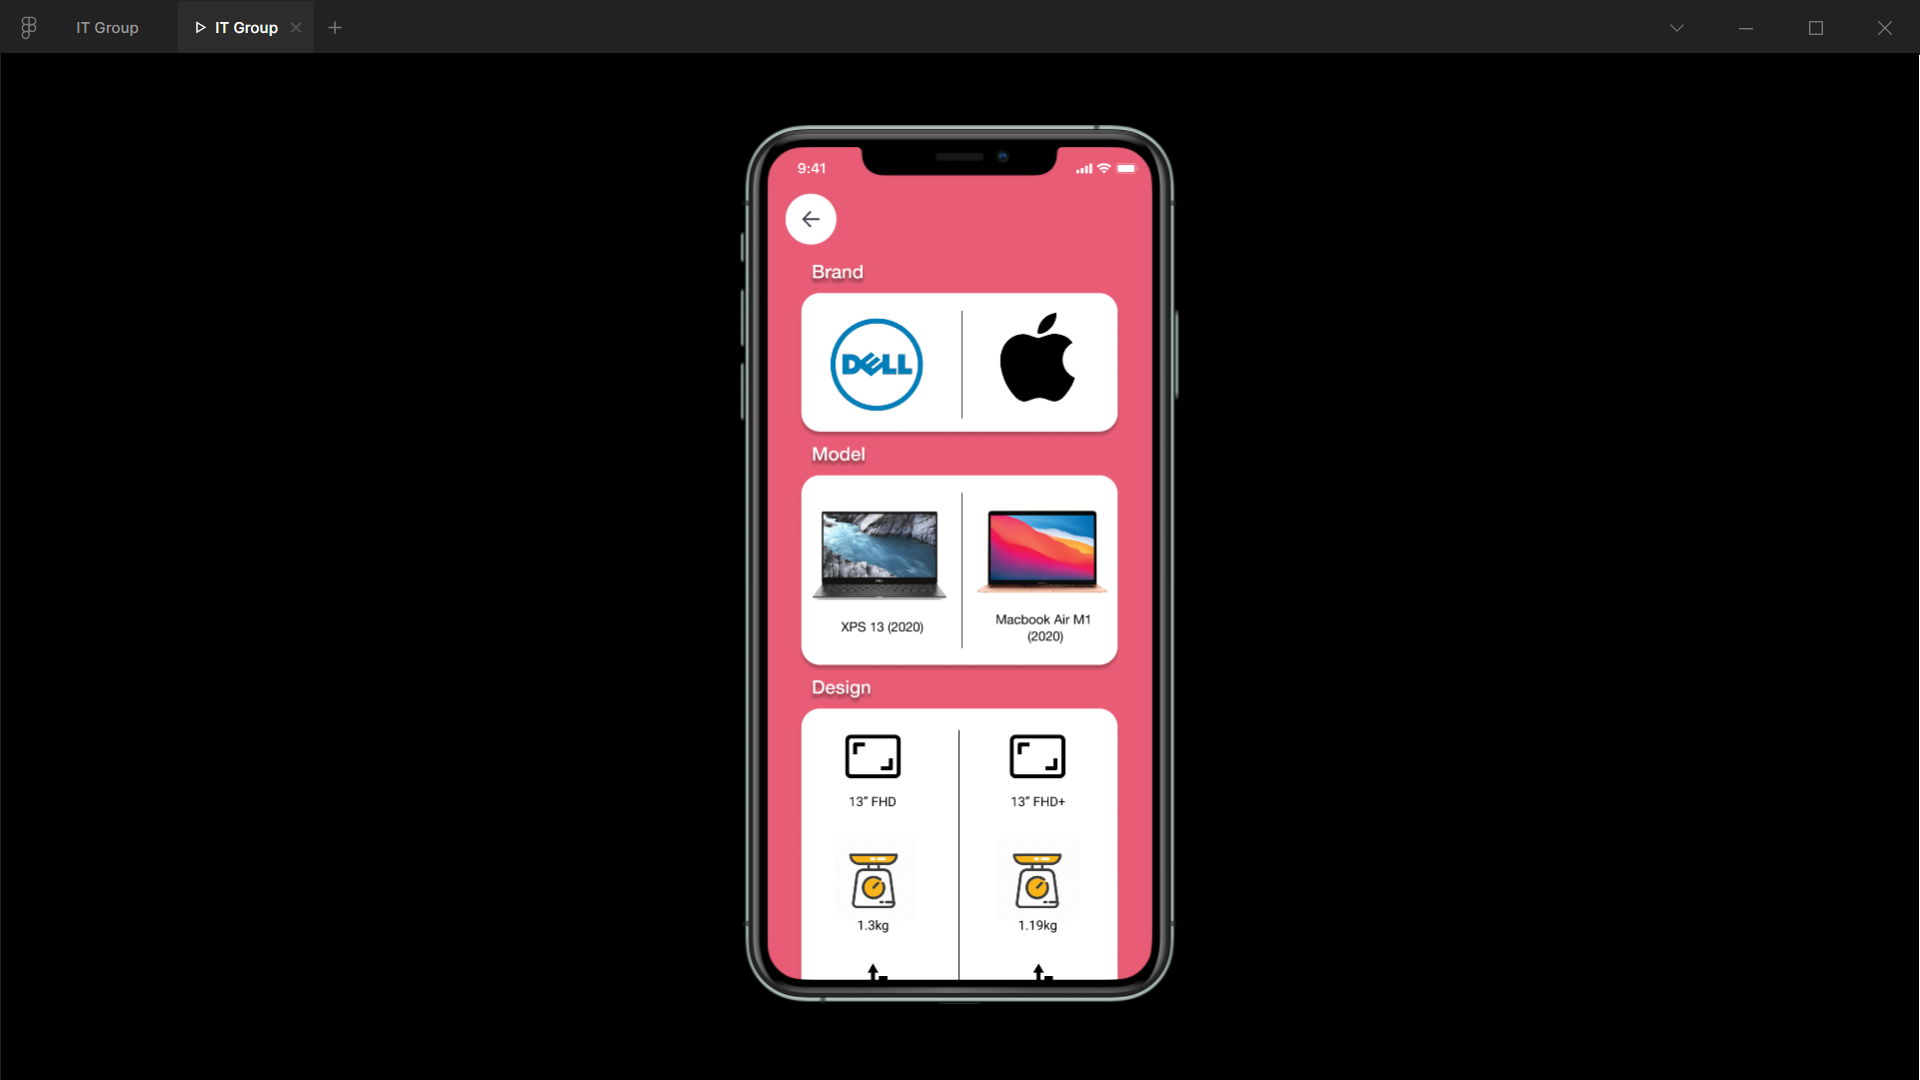 IT Group
IT Group
9:41
Brand
DELL
Model
XPS 13 (2020)
Macbook Air M1
(2020)
Design
13” FHD
13” FHD+
1.3kg
1.19kg